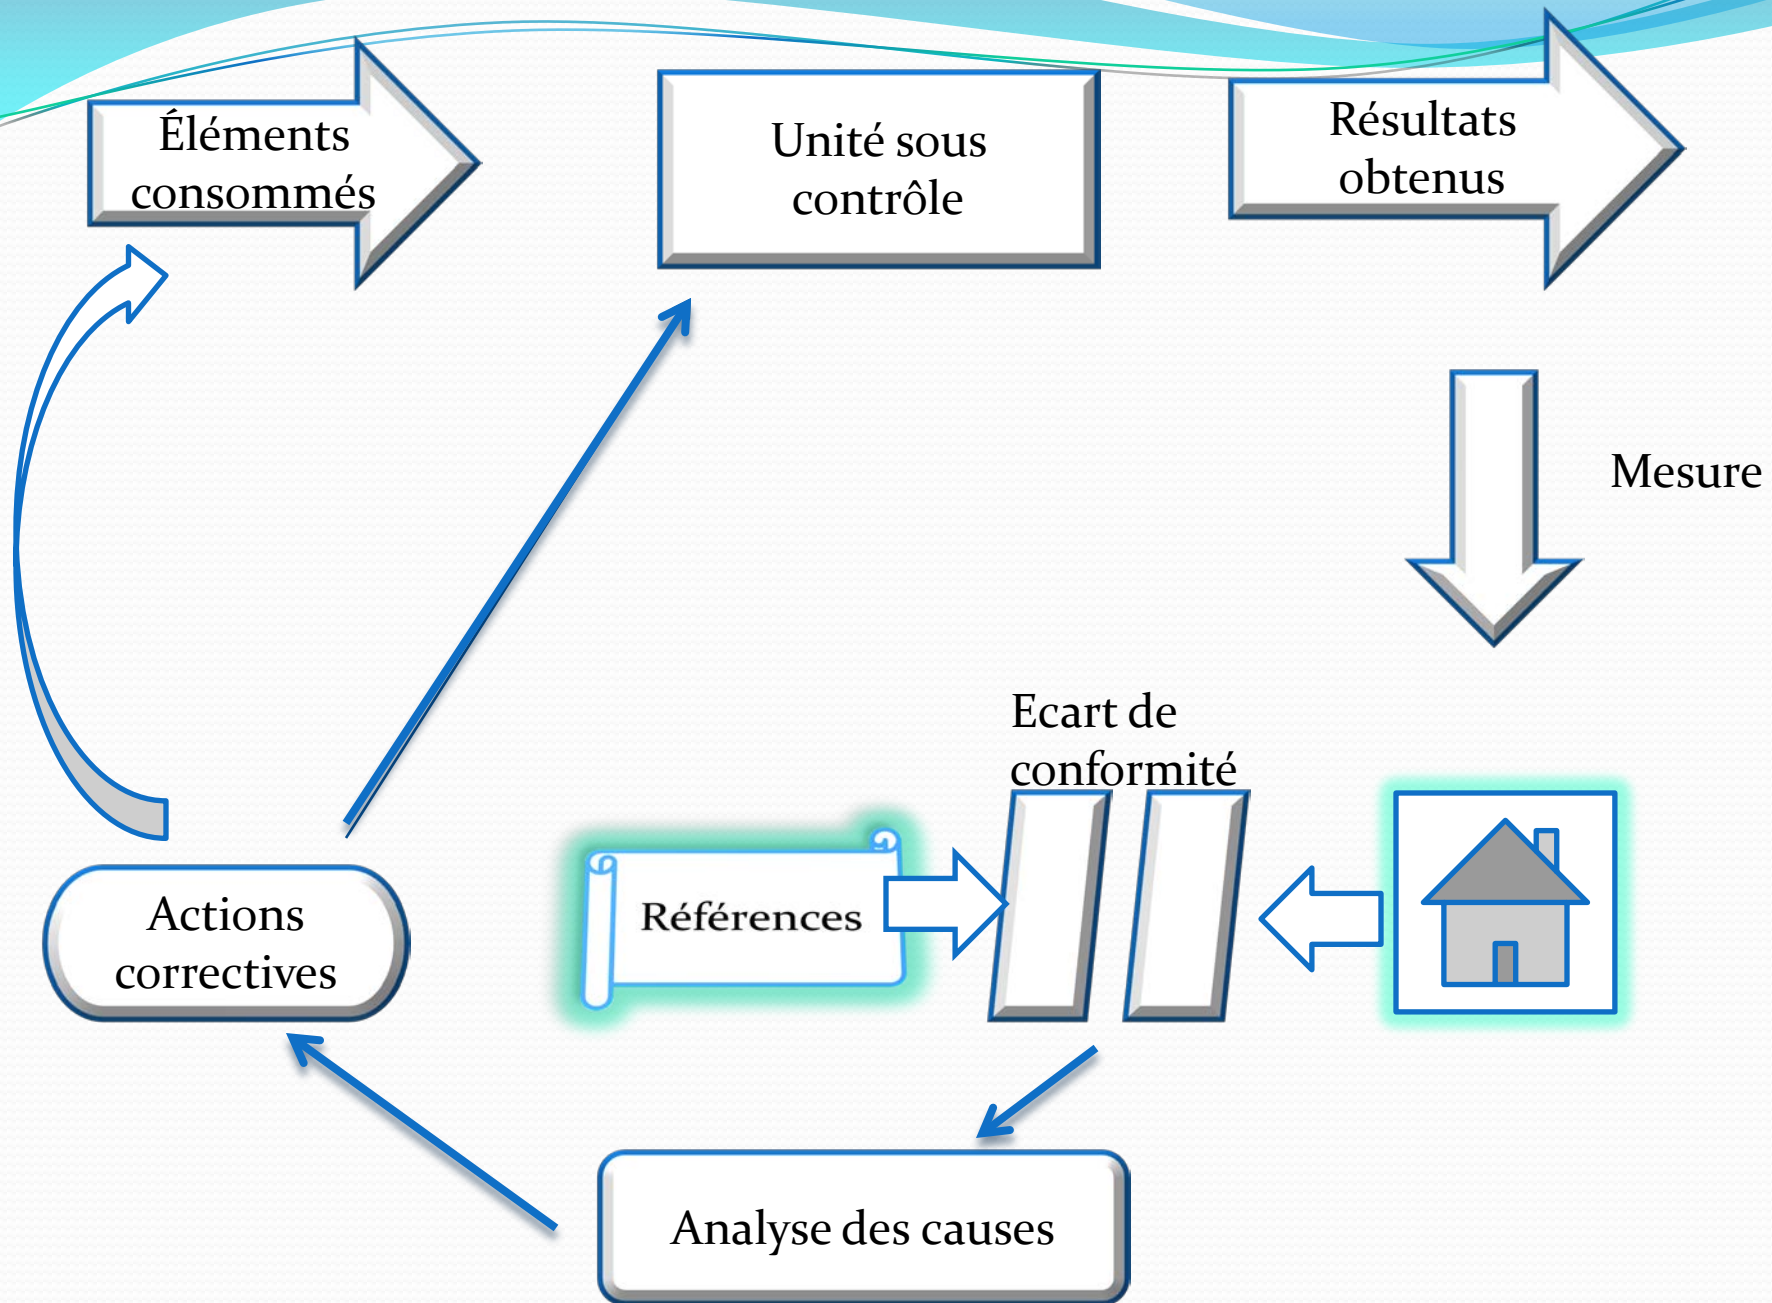 Éléments
consommés
Unité sous
contrôle
Résultats
obtenus
Mesure
Ecart de
conformité
Références
Actions
correctives
Analyse des causes